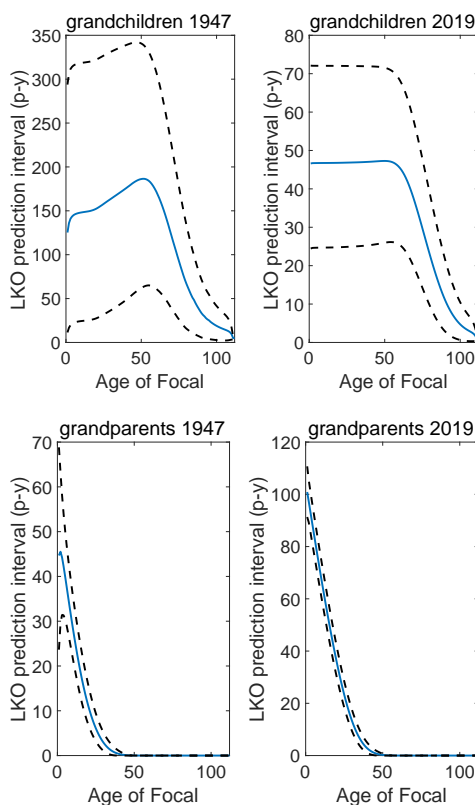 grandchildren 1947
350
300
250
200
150
100
50
0
LKO prediction interval (p-y)
0 50 100
Age of Focal
grandchildren 2019
80
70
60
50
40
30
20
10
0
LKO prediction interval (p-y)
0 50 100
Age of Focal
grandparents 1947
70
60
50
40
30
20
10
0
LKO prediction interval (p-y)
0 50 100
Age of Focal
grandparents 2019
120
100
80
60
40
20
0
LKO prediction interval (p-y)
0 50 100
Age of Focal